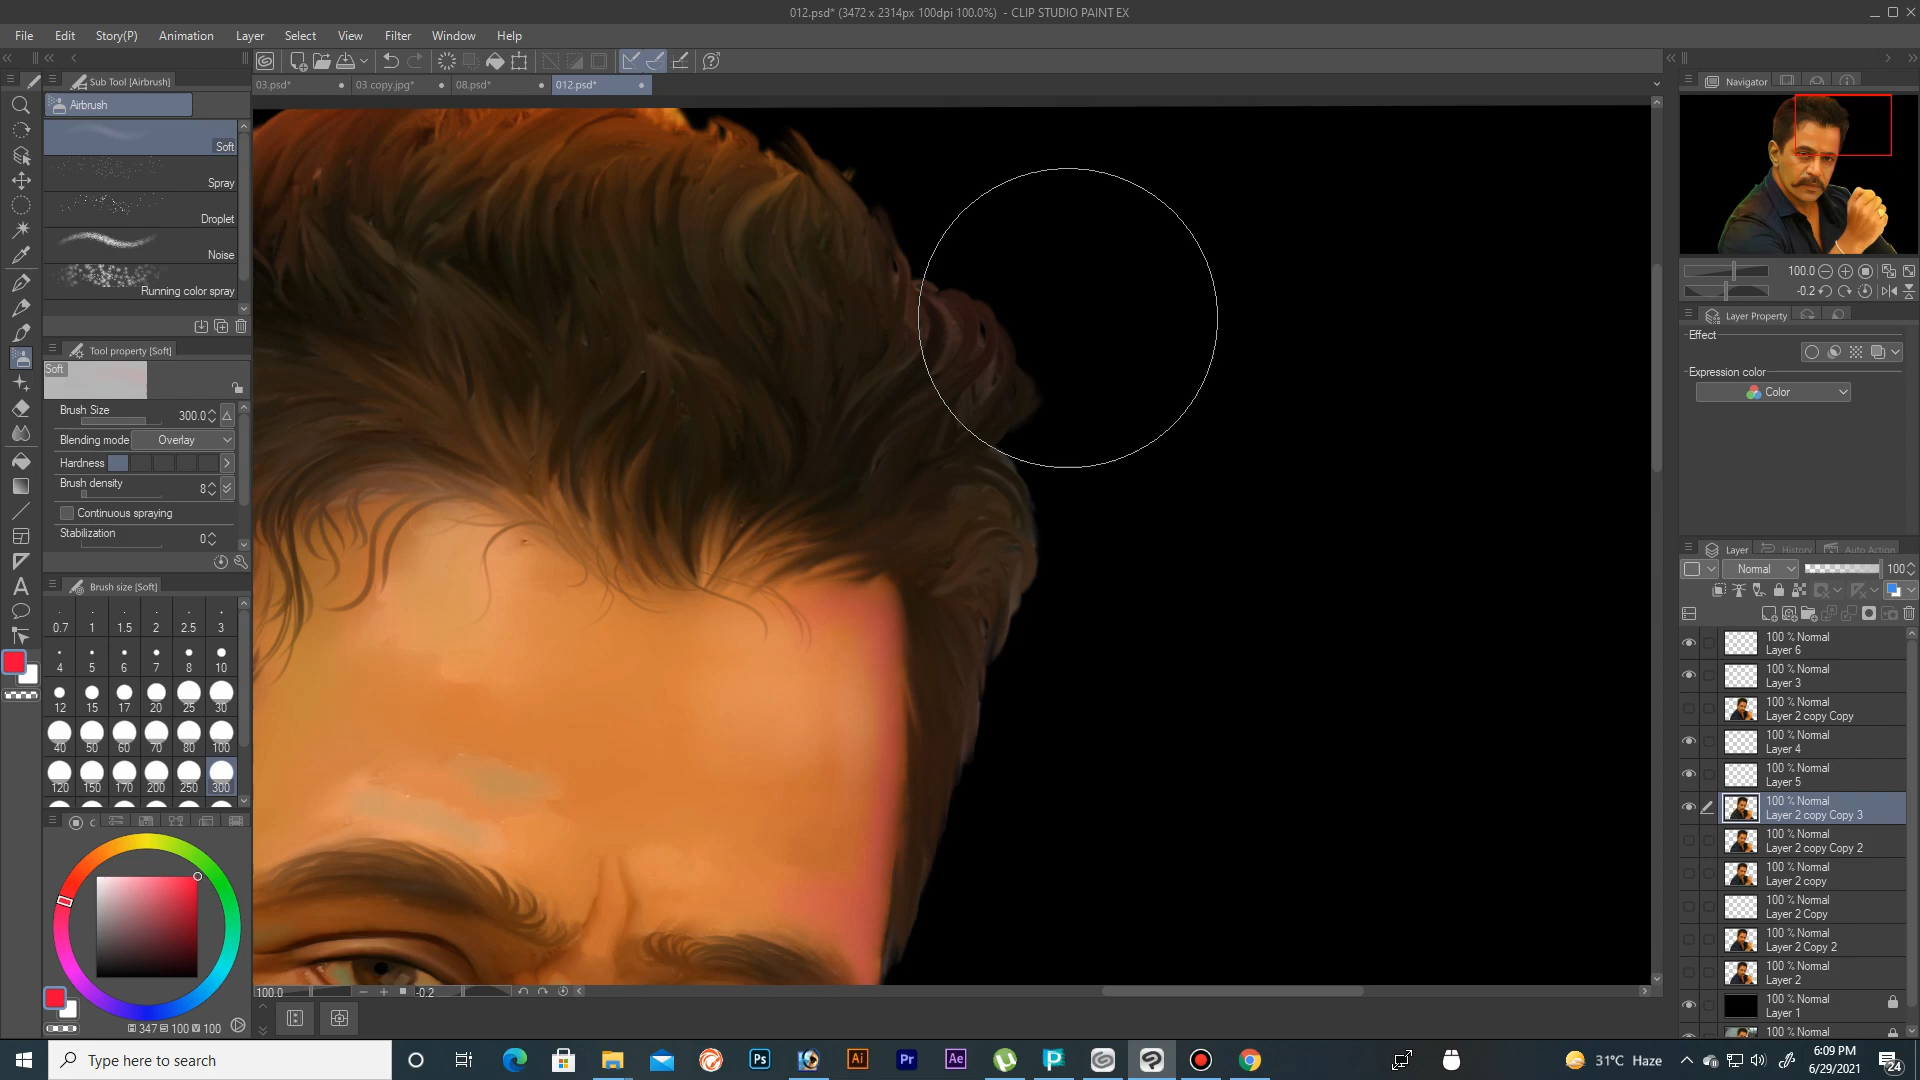 012.psd* (3472 x 2314px 100dpi 100.0%) - CLIP STUDIO PAINT EX
File Edit Story(P) Animation Layer Select View Filter Window Help
Sub Tool [Airbrush]
03.psd* 03 copy.jpg* 08.psd* 012.psd*
Airbrush
Soft
Spray
Droplet
Noise
Running color spray
Tool property [Soft]
Soft
Brush Size 300.0
Blending mode Overlay
Hardness
Brush density 8
Continuous spraying
Stabilization 0
Brush size [Soft]
0.7 1 1.5 2 2.5 3
4 5 6 7 8 10
12 15 17 20 25 30
40 50 60 70 80 100
120 150 170 200 250 300
347 100 100
100.0 -0.2
Navigator
100.0
-0.2
Layer Property
Effect
Expression color
Color
Layer History Auto Action
Normal 100
100 % Normal
Layer 6
100 % Normal
Layer 3
100 % Normal
Layer 2 copy Copy
100 % Normal
Layer 4
100 % Normal
Layer 5
100 % Normal
Layer 2 copy Copy 3
100 % Normal
Layer 2 copy Copy 2
100 % Normal
Layer 2 copy
100 % Normal
Layer 2 Copy
100 % Normal
Layer 2 Copy 2
100 % Normal
Layer 2
100 % Normal
Layer 1
100 % Normal
Type here to search
Ps Ai Pr Ae
31°C Haze
6:09 PM
6/29/2021
24